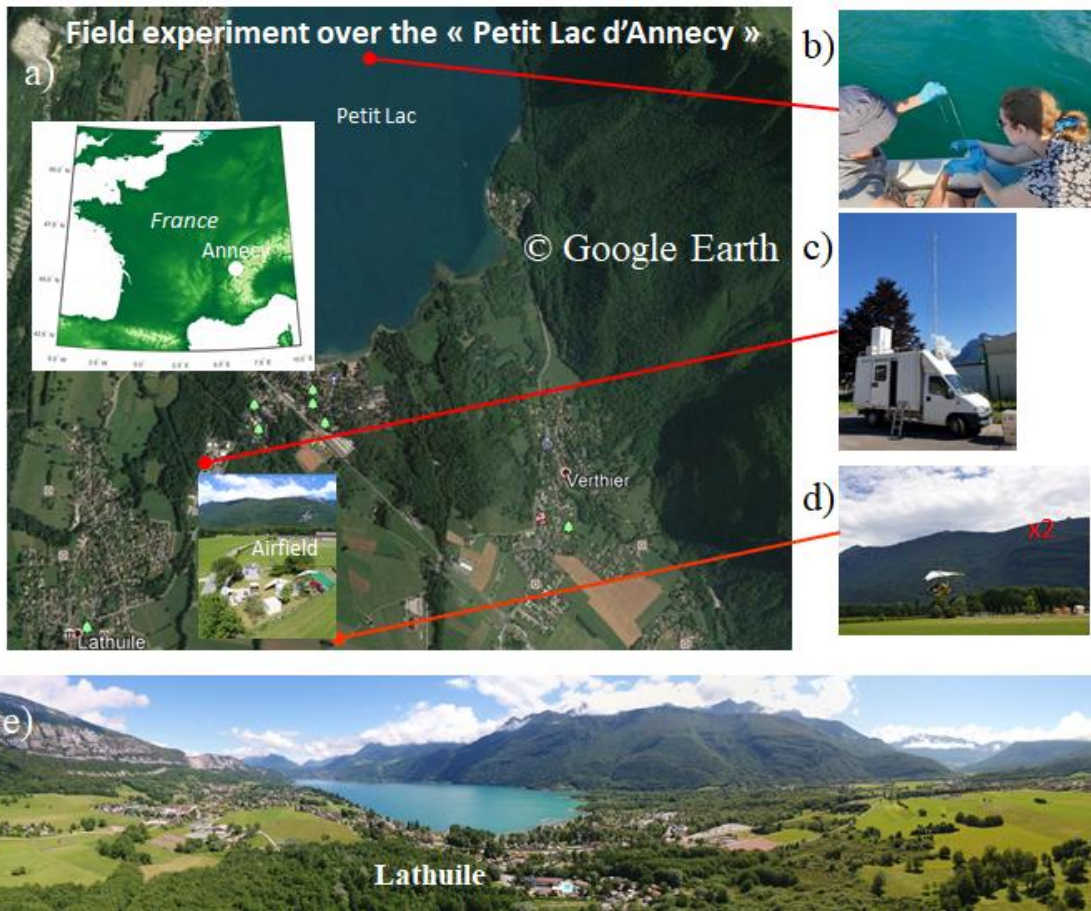 Field experiment over the « Petit Lac d'Annecy »
a)
Petit Lac
France
Annecy
© Google Earth
Verthier
Airfield
Lathuile
b)
c)
d)
x2
e)
Lathuile